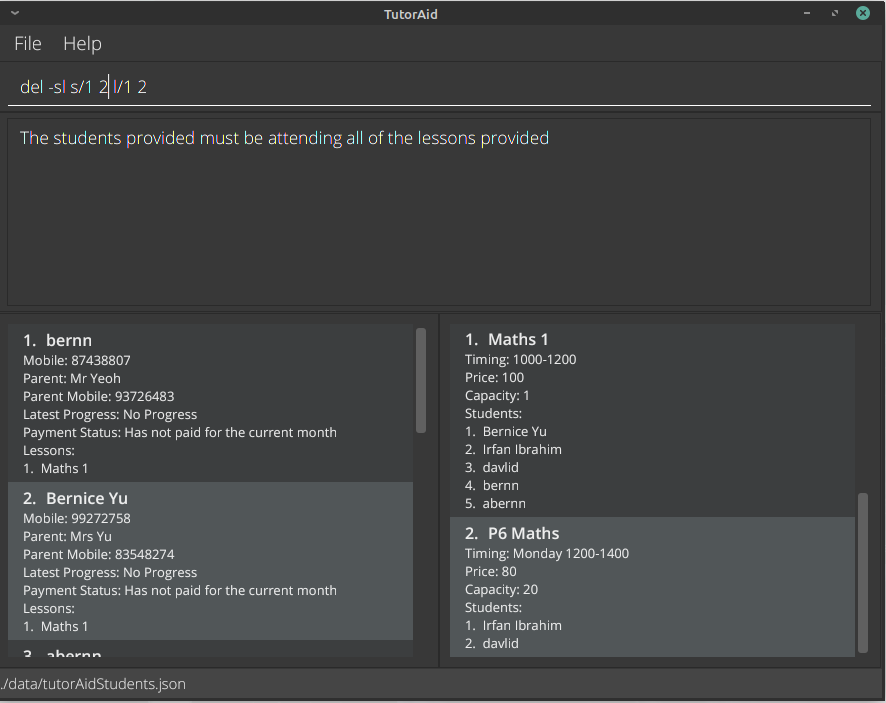 TutorAid
File Help
del -sl s/1 2 l/1 2
The students provided must be attending all of the lessons provided
1. bernn
Mobile: 87438807
Parent: Mr Yeoh
Parent Mobile: 93726483
Latest Progress: No Progress
Payment Status: Has not paid for the current month
Lessons:
1. Maths 1
2. Bernice Yu
Mobile: 99272758
Parent: Mrs Yu
Parent Mobile: 83548274
Latest Progress: No Progress
Payment Status: Has not paid for the current month
Lessons:
1. Maths 1
3. abernn
1. Maths 1
Timing: 1000-1200
Price: 100
Capacity: 1
Students:
1. Bernice Yu
2. Irfan Ibrahim
3. davlid
4. bernn
5. abernn
2. P6 Maths
Timing: Monday 1200-1400
Price: 80
Capacity: 20
Students:
1. Irfan Ibrahim
2. davlid
./data/tutorAidStudents.json